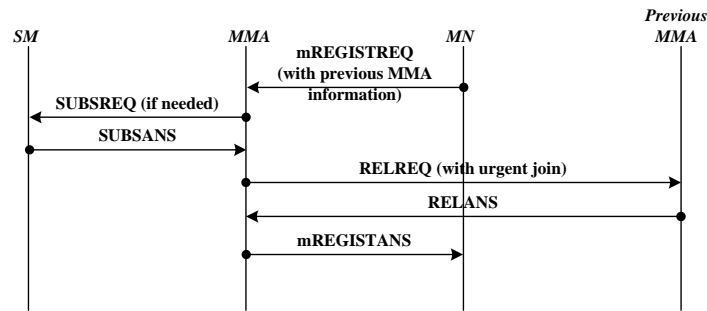 Previous
SM MMA MN MMA
mREGISTREQ
(with previous MMA
information)
SUBSREQ (if needed)
SUBSANS
RELREQ (with urgent join)
RELANS
mREGISTANS